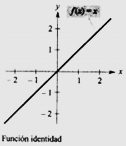 y
f(x) = x
2
1
-2 -1 1 2 x
-1
-2
Función identidad